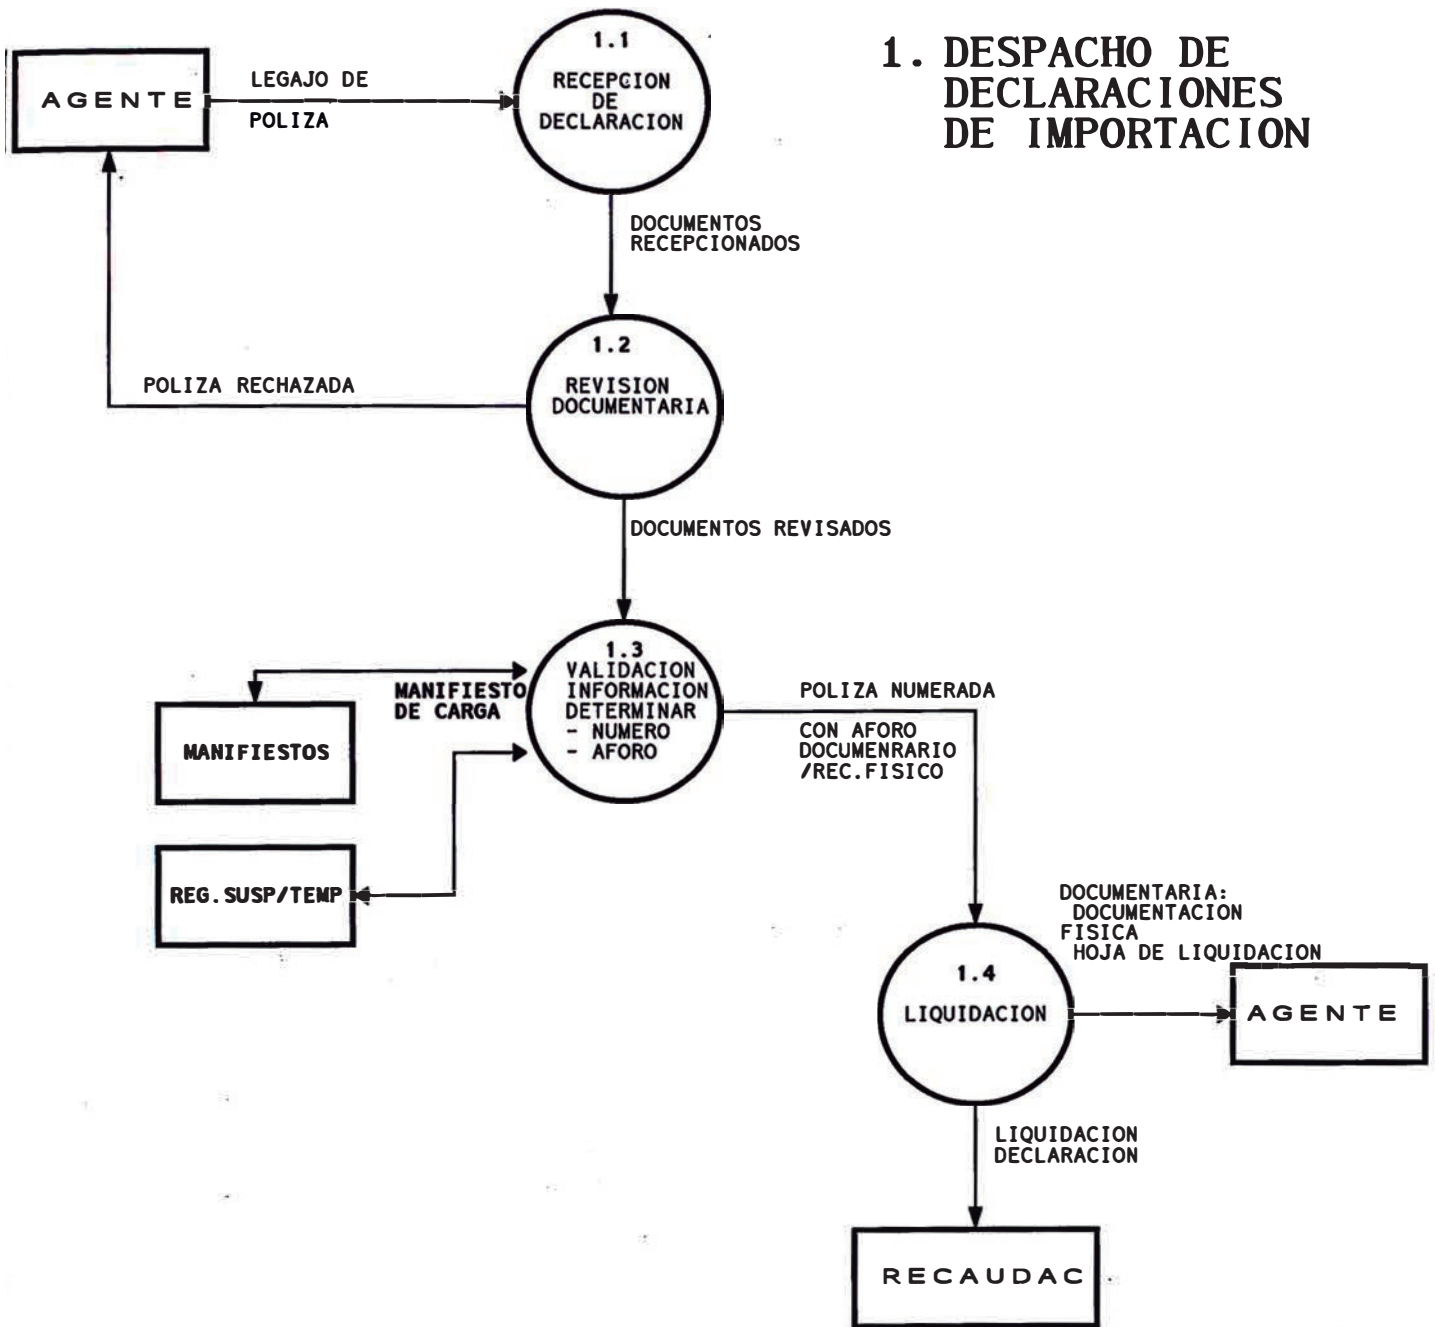 1. DESPACHO DE
DECLARACIONES
DE IMPORTACION
AGENTE
LEGAJO DE
POLIZA
1.1
RECEPCION
DE
DECLARACION
DOCUMENTOS
RECEPCIONADOS
1.2
REVISION
DOCUMENTARIA
POLIZA RECHAZADA
DOCUMENTOS REVISADOS
1.3
VALIDACION
INFORMACION
DETERMINAR
- NUMERO
- AFORO
MANIFIESTO
DE CARGA
MANIFIESTOS
REG.SUSP/TEMP
POLIZA NUMERADA
CON AFORO
DOCUMENRARIO
/REC.FISICO
DOCUMENTARIA:
DOCUMENTACION
FISICA
HOJA DE LIQUIDACION
1.4
LIQUIDACION
AGENTE
LIQUIDACION
DECLARACION
RECAUDAC